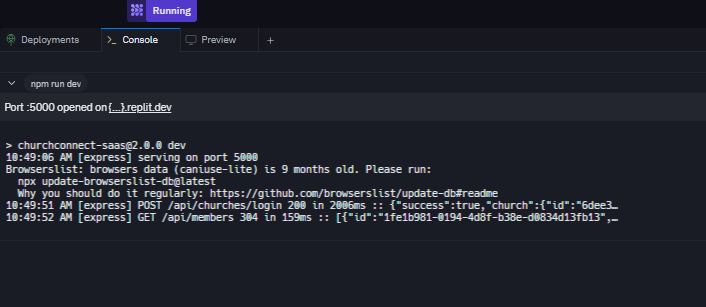 Running
Deployments
Console
Preview
npm run dev
Port :5000 opened on {...}.replit.dev
> churchconnect-saas@2.0.0 dev
10:49:06 AM [express] serving on port 5000
Browserslist: browsers data (caniuse-lite) is 9 months old. Please run:
npx update-browserslist-db@latest
Why you should do it regularly: https://github.com/browserslist/update-db#readme
10:49:51 AM [express] POST /api/churches/login 200 in 2006ms :: {"success":true,"church":{"id":"6dee3…
10:49:52 AM [express] GET /api/members 304 in 159ms :: [{"id":"1fe1b981-0194-4d8f-b38e-d0834d13fb13",…